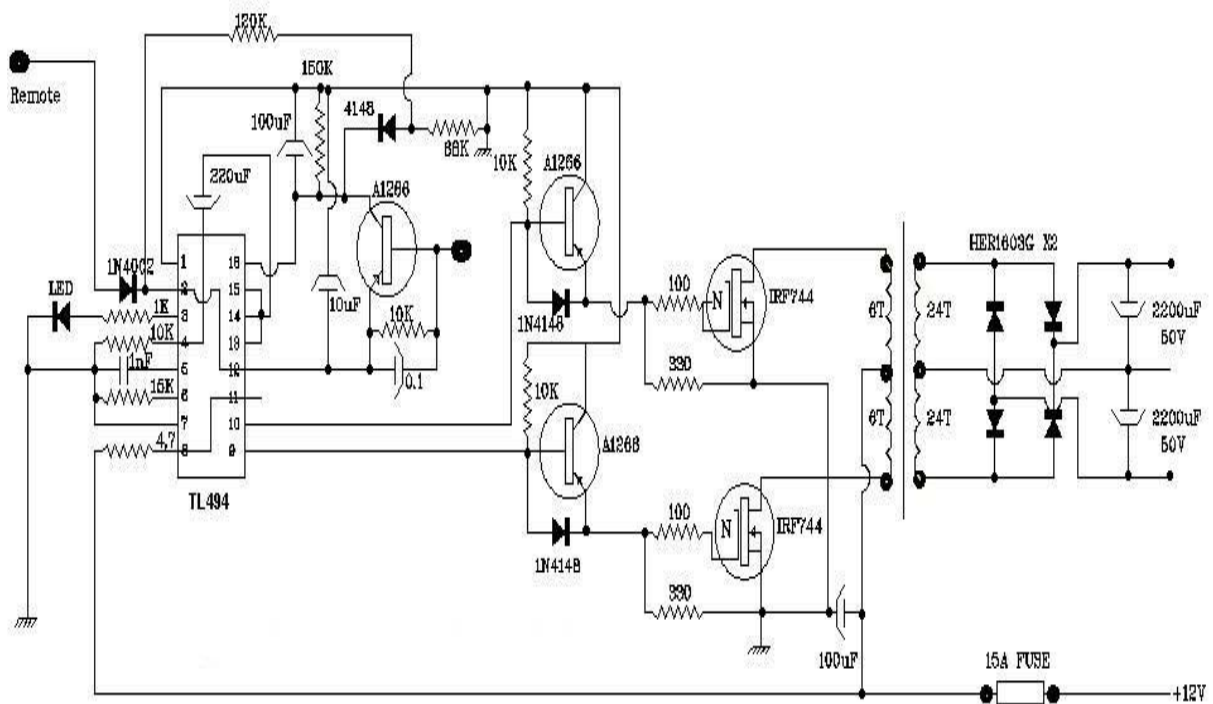 120K
Remote
150K
4148
100uF
68K
220uF
A1266
10K
A1266
1N4002
LED
1K
10K
1nF
15K
4,7
1
2
3
4
5
6
7
8
16
15
14
13
12
11
10
9
TL494
10uF
10K
0.1
1N4148
10K
A1266
1N4148
100
N
IRF744
330
100
N
IRF744
330
100uF
6T
24T
6T
24T
HER1603G X2
2200uF
50V
2200uF
50V
15A FUSE
+12V